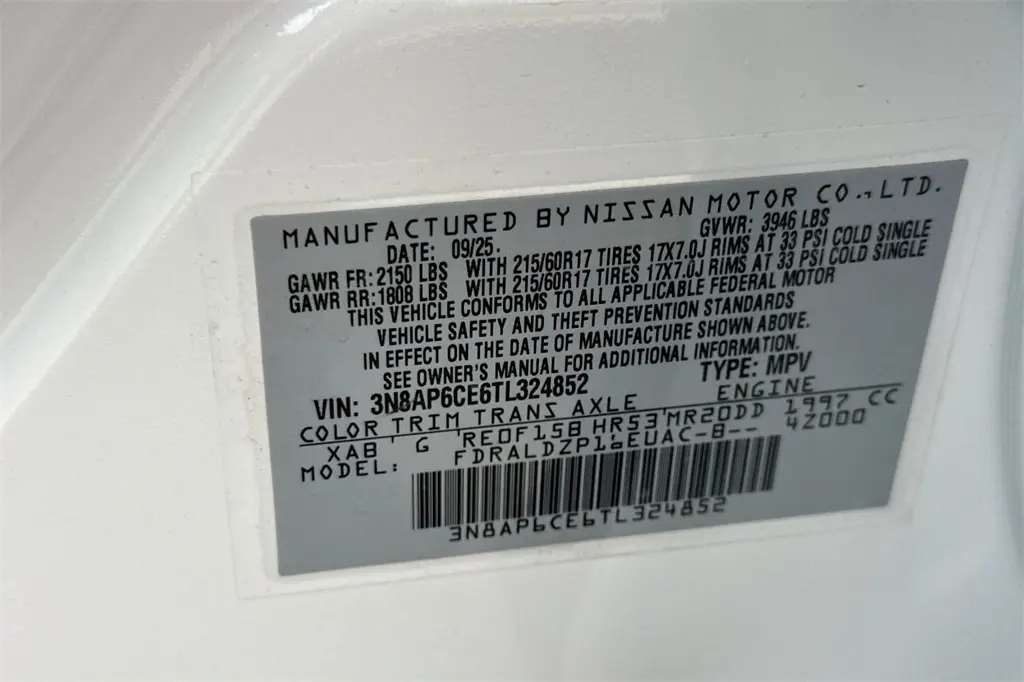 MANUFACTURED BY NISSAN MOTOR CO.,LTD.
DATE: 09/25. GVWR: 3946 LBS
GAWR FR: 2150 LBS WITH 215/60R17 TIRES 17X7.0J RIMS AT 33 PSI COLD SINGLE
GAWR RR: 1808 LBS WITH 215/60R17 TIRES 17X7.0J RIMS AT 33 PSI COLD SINGLE
THIS VEHICLE CONFORMS TO ALL APPLICABLE FEDERAL MOTOR
VEHICLE SAFETY AND THEFT PREVENTION STANDARDS
IN EFFECT ON THE DATE OF MANUFACTURE SHOWN ABOVE.
SEE OWNER'S MANUAL FOR ADDITIONAL INFORMATION.
VIN: 3N8AP6CE6TL324852 TYPE: MPV
COLOR TRIM TRANS AXLE ENGINE
XAB ' G 'RE0F15B HR53'MR20DD 1997 CC
MODEL: FDRALDZP16EUAC-B-- 4Z000
3N8AP6CE6TL324852